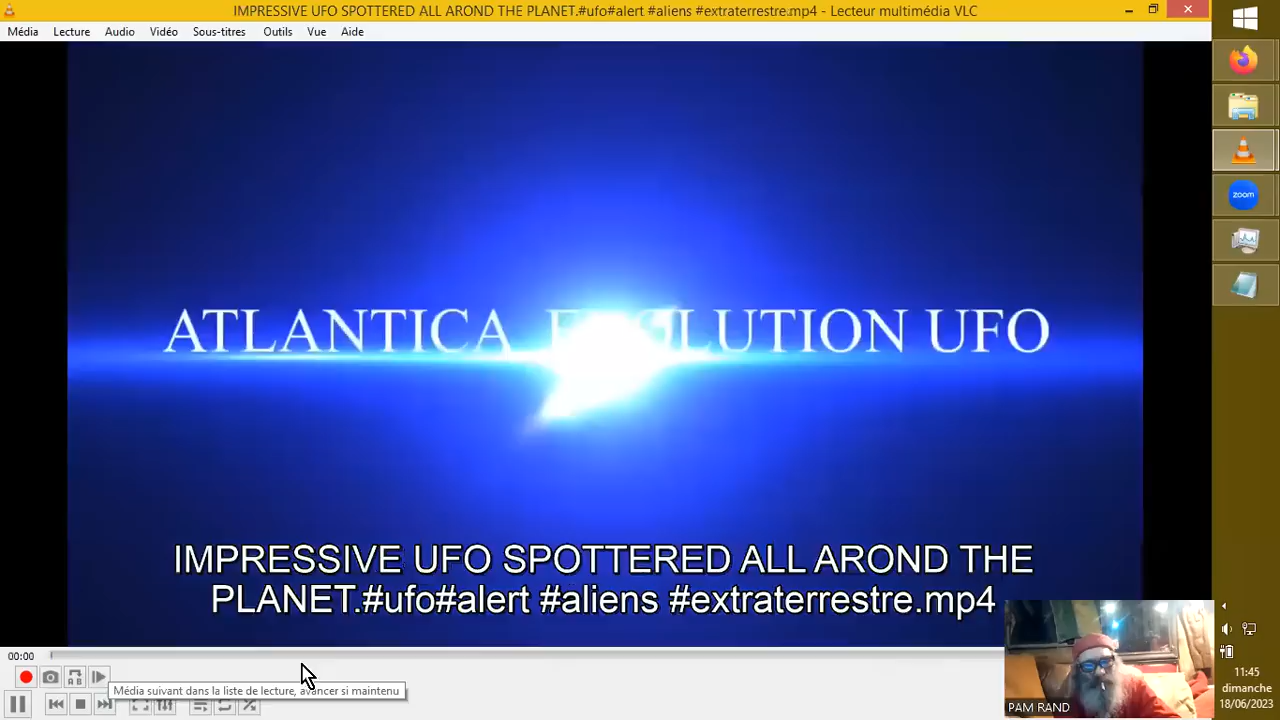 IMPRESSIVE UFO SPOTTERED ALL AROND THE PLANET.#ufo#alert #aliens #extraterrestre.mp4 - Lecteur multimédia VLC
Média Lecture Audio Vidéo Sous-titres Outils Vue Aide
zoom
ATLANTICA EVOLUTION UFO
IMPRESSIVE UFO SPOTTERED ALL AROND THE
PLANET.#ufo#alert #aliens #extraterrestre.mp4
00:00
A B
Média suivant dans la liste de lecture, avancer si maintenu
PAM RAND
11:45
dimanche
18/06/2023